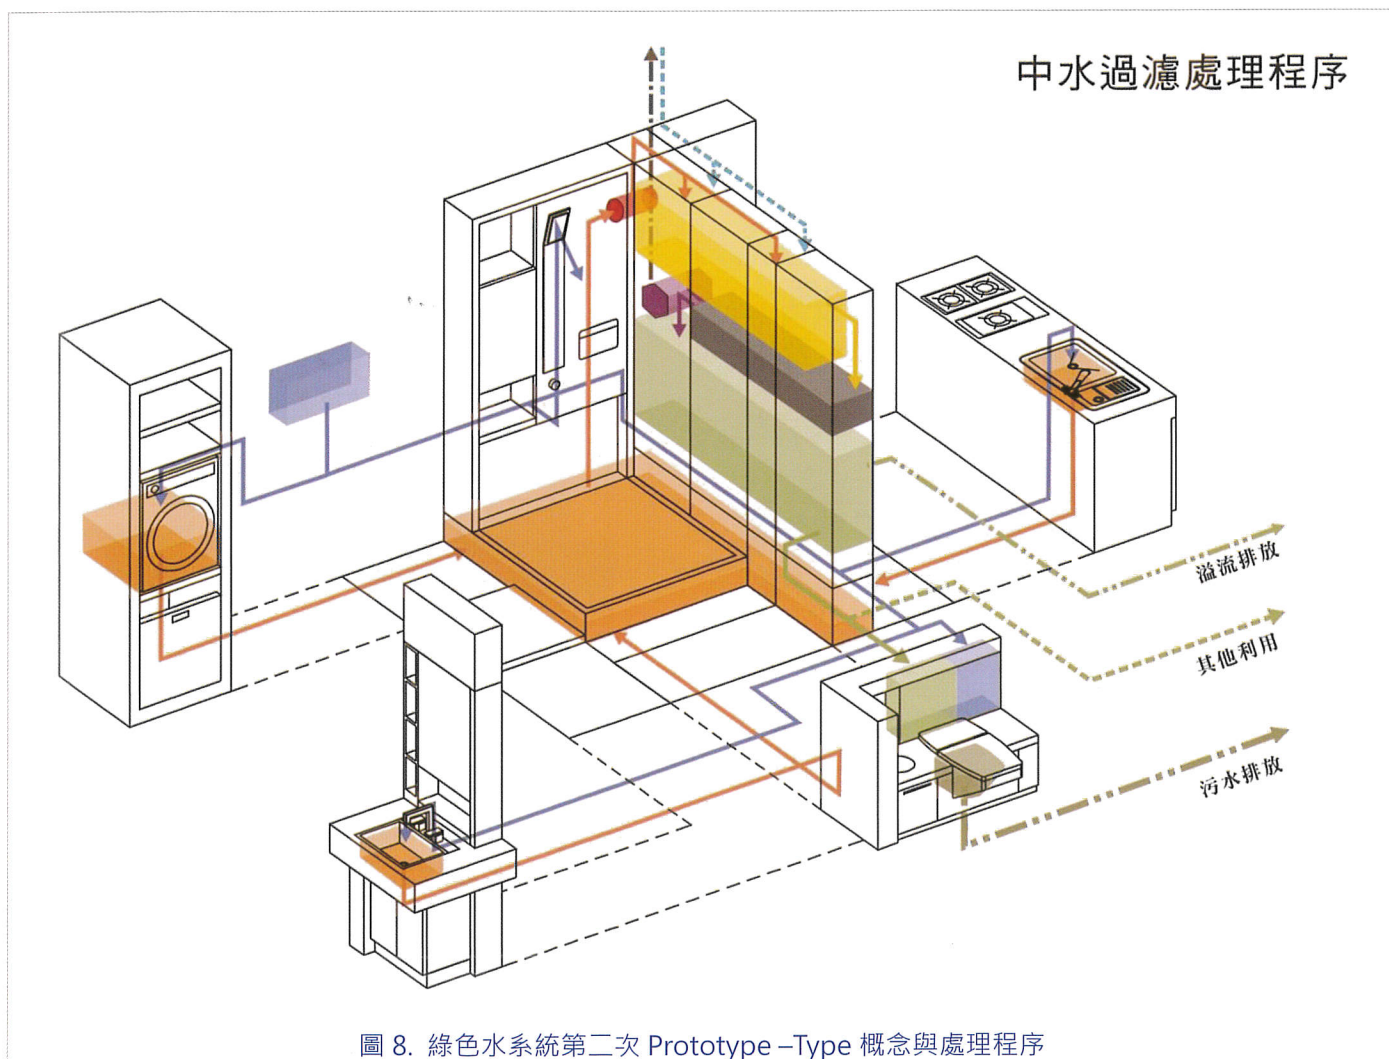 中水過濾處理程序
溢流排放
其他利用
污水排放
圖 8. 綠色水系統第二次 Prototype –Type 概念與處理程序